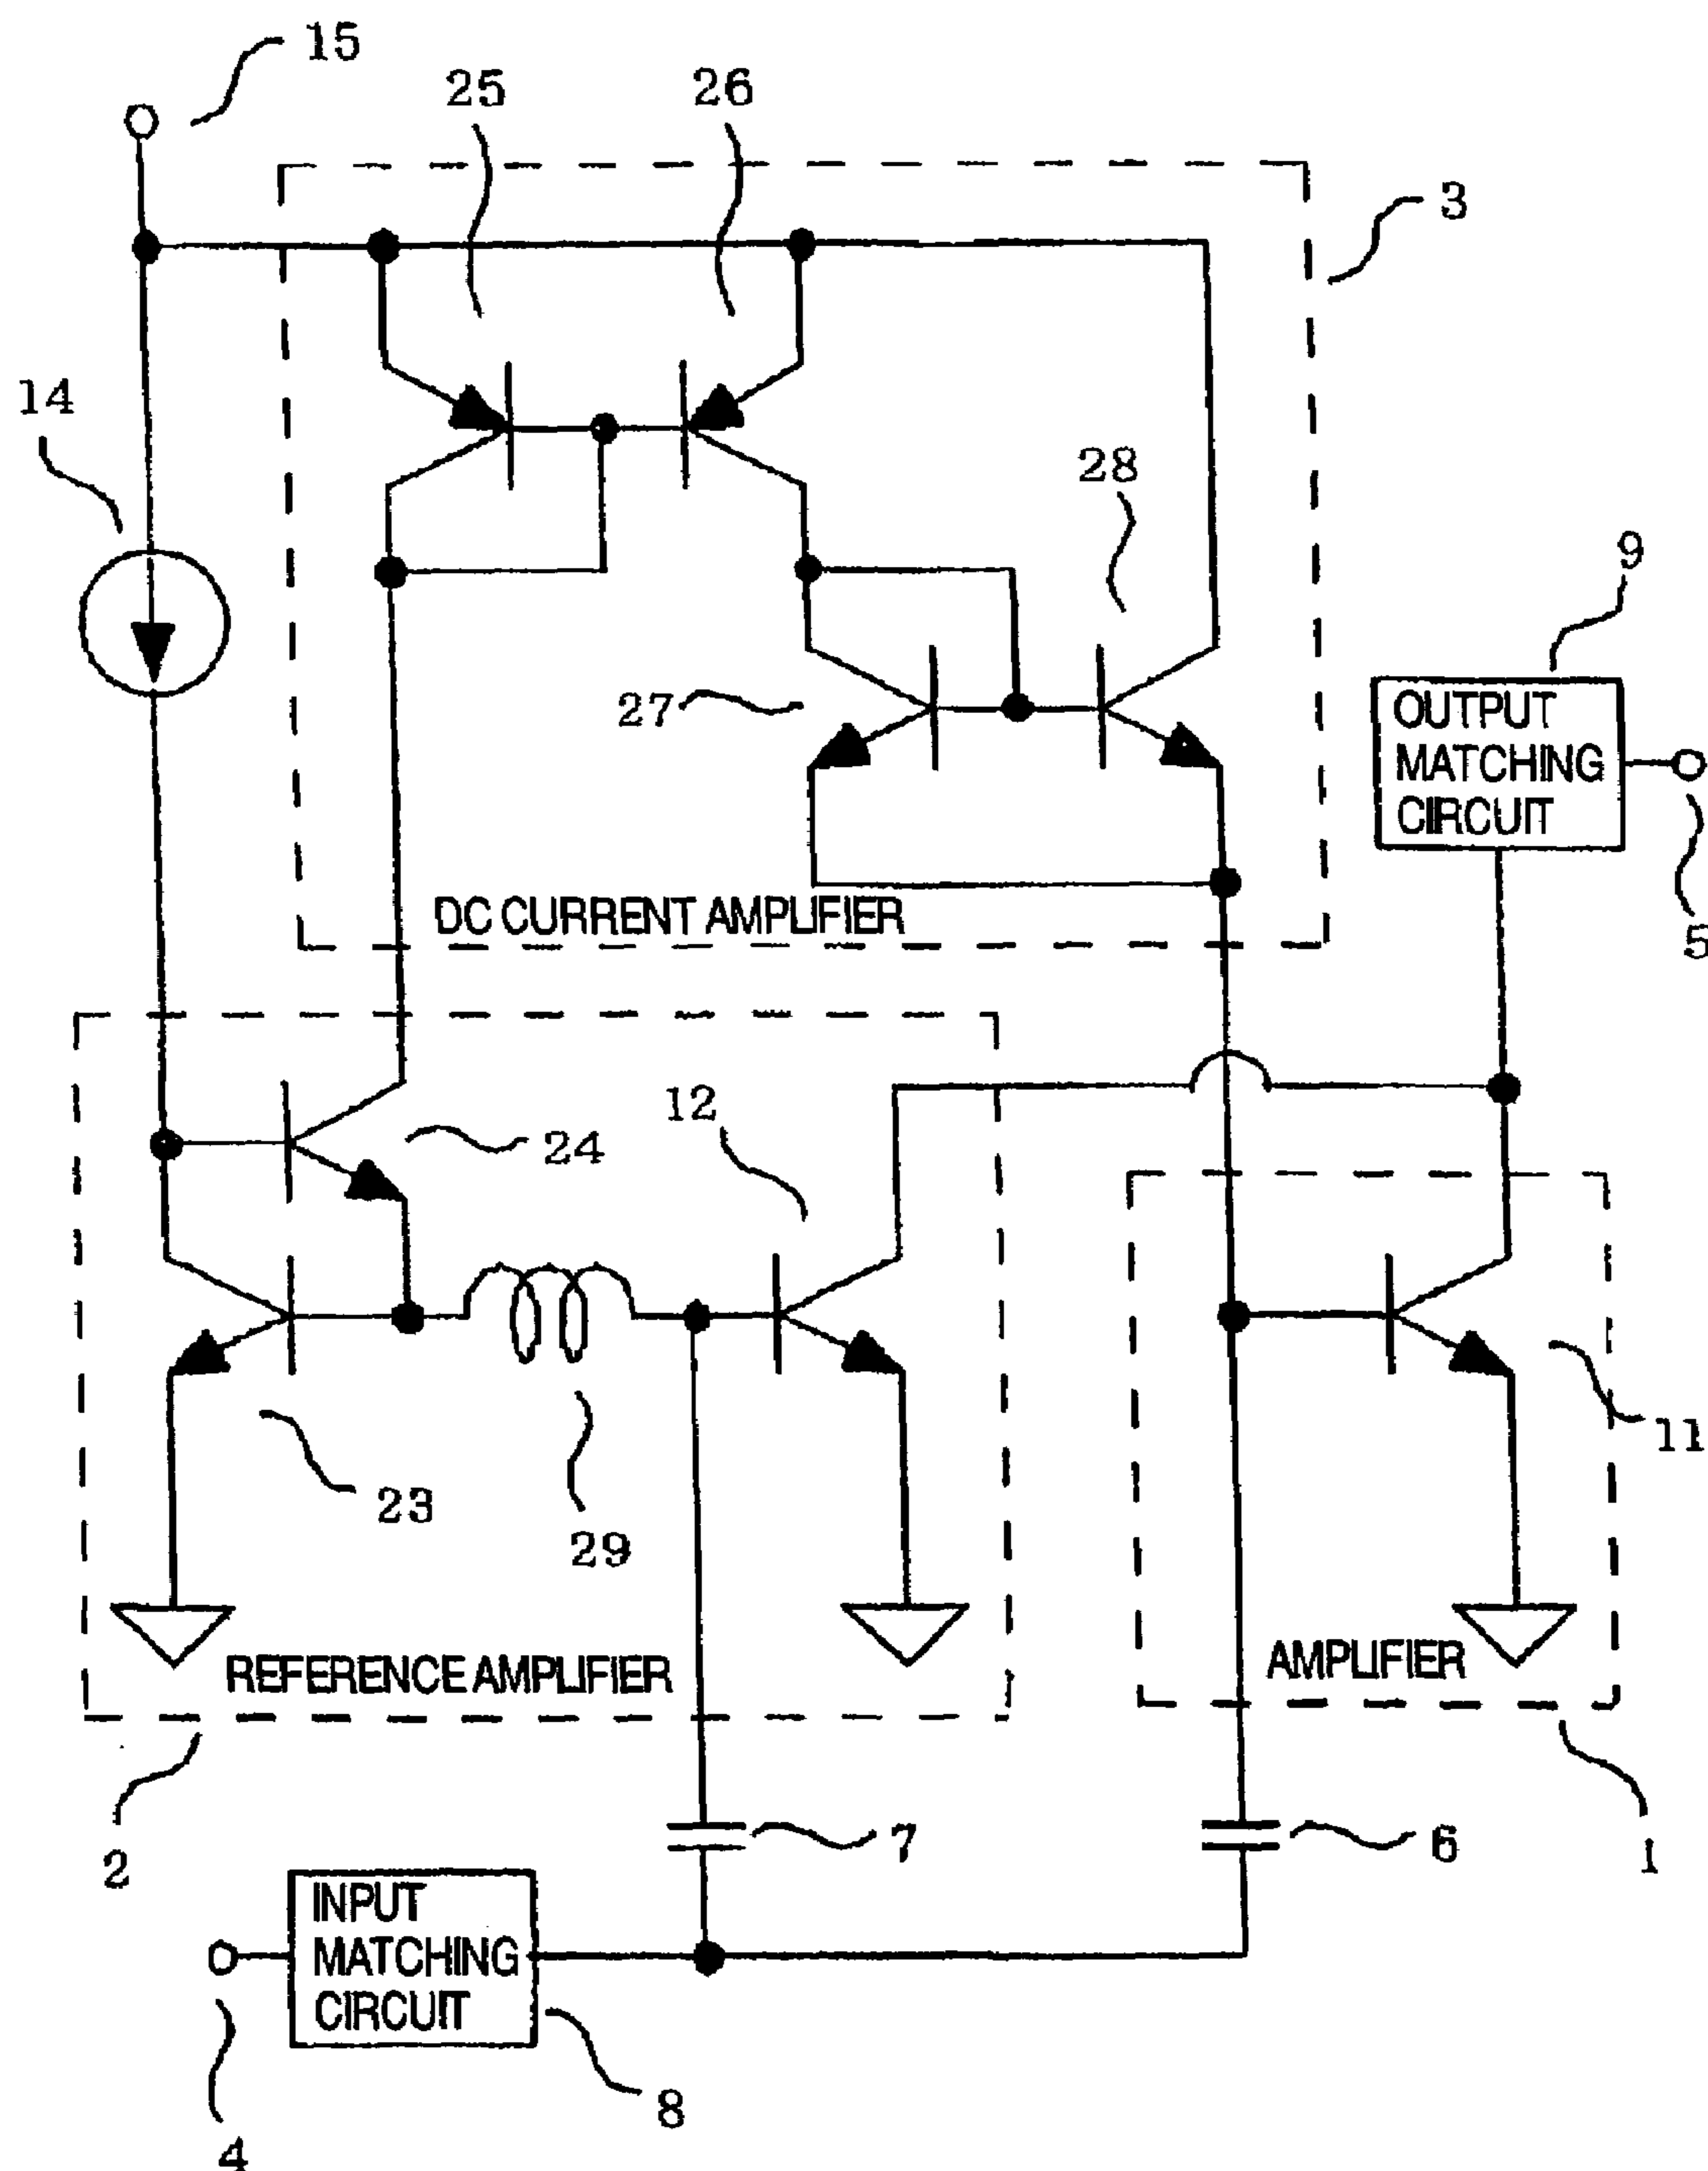 15
25
26
3
14
28
9
27
OUTPUT
MATCHING
CIRCUIT
5
DC CURRENT AMPLIFIER
12
24
11
23
29
REFERENCE AMPLIFIER
AMPLIFIER
2
7
6
1
INPUT
MATCHING
CIRCUIT
8
4